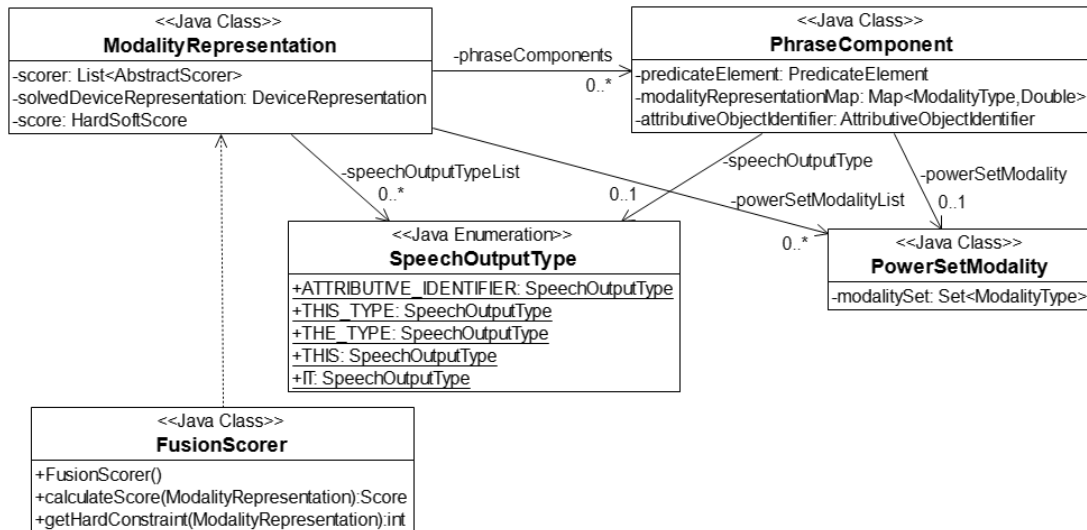 <<Java Class>>
ModalityRepresentation
-scorer: List<AbstractScorer>
-solvedDeviceRepresentation: DeviceRepresentation
-score: HardSoftScore
-phraseComponents
0..*
<<Java Class>>
PhraseComponent
-predicateElement: PredicateElement
-modalityRepresentationMap: Map<ModalityType,Double>
-attributiveObjectIdentifier: AttributiveObjectIdentifier
-speechOutputTypeList
0..*
-speechOutputType
0..1
-powerSetModality
0..1
-powerSetModalityList
0..*
<<Java Enumeration>>
SpeechOutputType
+ATTRIBUTIVE_IDENTIFIER: SpeechOutputType
+THIS_TYPE: SpeechOutputType
+THE_TYPE: SpeechOutputType
+THIS: SpeechOutputType
+IT: SpeechOutputType
<<Java Class>>
PowerSetModality
-modalitySet: Set<ModalityType>
<<Java Class>>
FusionScorer
+FusionScorer()
+calculateScore(ModalityRepresentation):Score
+getHardConstraint(ModalityRepresentation):int